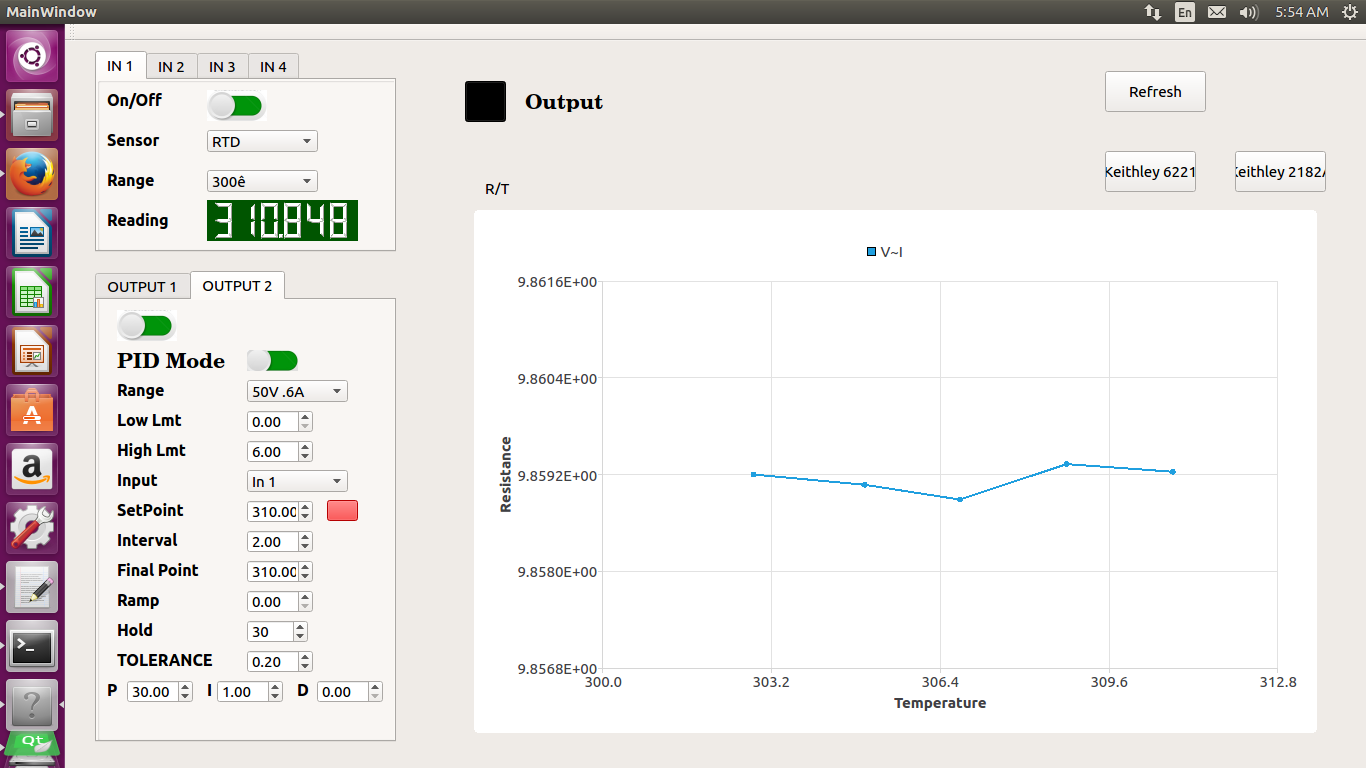 MainWindow
En
5:54 AM
IN 1 IN 2 IN 3 IN 4
On/Off
Sensor RTD
Range 300ê
Reading 310.848
OUTPUT 1 OUTPUT 2
PID Mode
Range 50V .6A
Low Lmt 0.00
High Lmt 6.00
Input In 1
SetPoint 310.00
Interval 2.00
Final Point 310.00
Ramp 0.00
Hold 30
TOLERANCE 0.20
P 30.00 I 1.00 D 0.00
Output
Refresh
Keithley 6221 Keithley 2182A
R/T
V~I
9.8616E+00
9.8604E+00
9.8592E+00
9.8580E+00
9.8568E+00
Resistance
300.0 303.2 306.4 309.6 312.8
Temperature
a
?
Qt